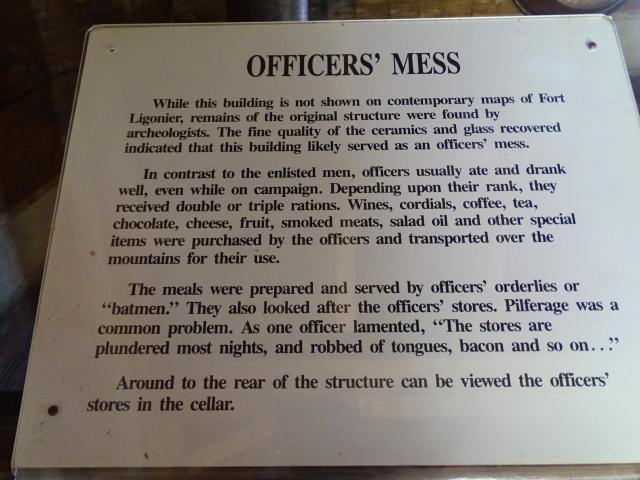 OFFICERS' MESS
While this building is not shown on contemporary maps of Fort
Ligonier, remains of the original structure were found by
archeologists. The fine quality of the ceramics and glass recovered
indicated that this building likely served as an officers' mess.
In contrast to the enlisted men, officers usually ate and drank
well, even while on campaign. Depending upon their rank, they
received double or triple rations. Wines, cordials, coffee, tea,
chocolate, cheese, fruit, smoked meats, salad oil and other special
items were purchased by the officers and transported over the
mountains for their use.
The meals were prepared and served by officers' orderlies or
“batmen.” They also looked after the officers' stores. Pilferage was a
common problem. As one officer lamented, “The stores are
plundered most nights, and robbed of tongues, bacon and so on...”
Around to the rear of the structure can be viewed the officers'
stores in the cellar.